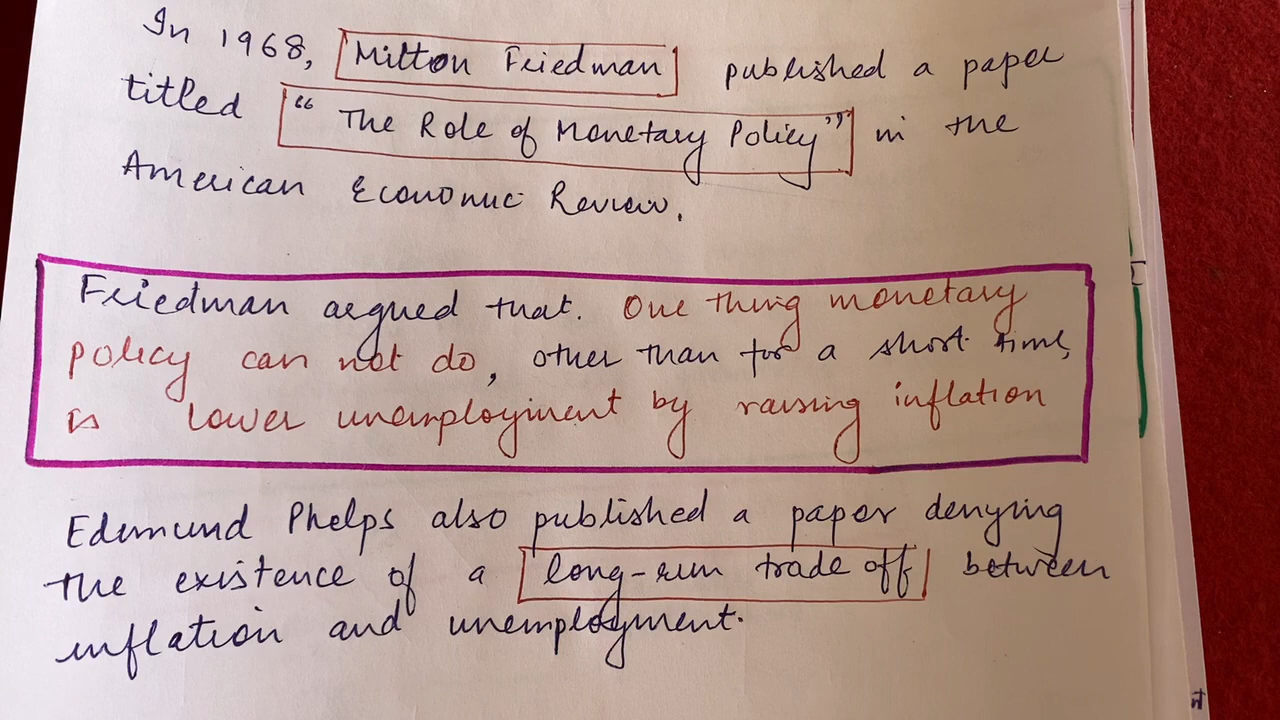 In 1968, Milton Friedman published a paper
titled "The Role of Monetary Policy" in the
American Economic Review.
Friedman argued that. One thing monetary
policy can not do, other than for a short time,
is lower unemployment by raising inflation
Edmund Phelps also published a paper denying
the existence of a long-run trade off between
inflation and unemployment.